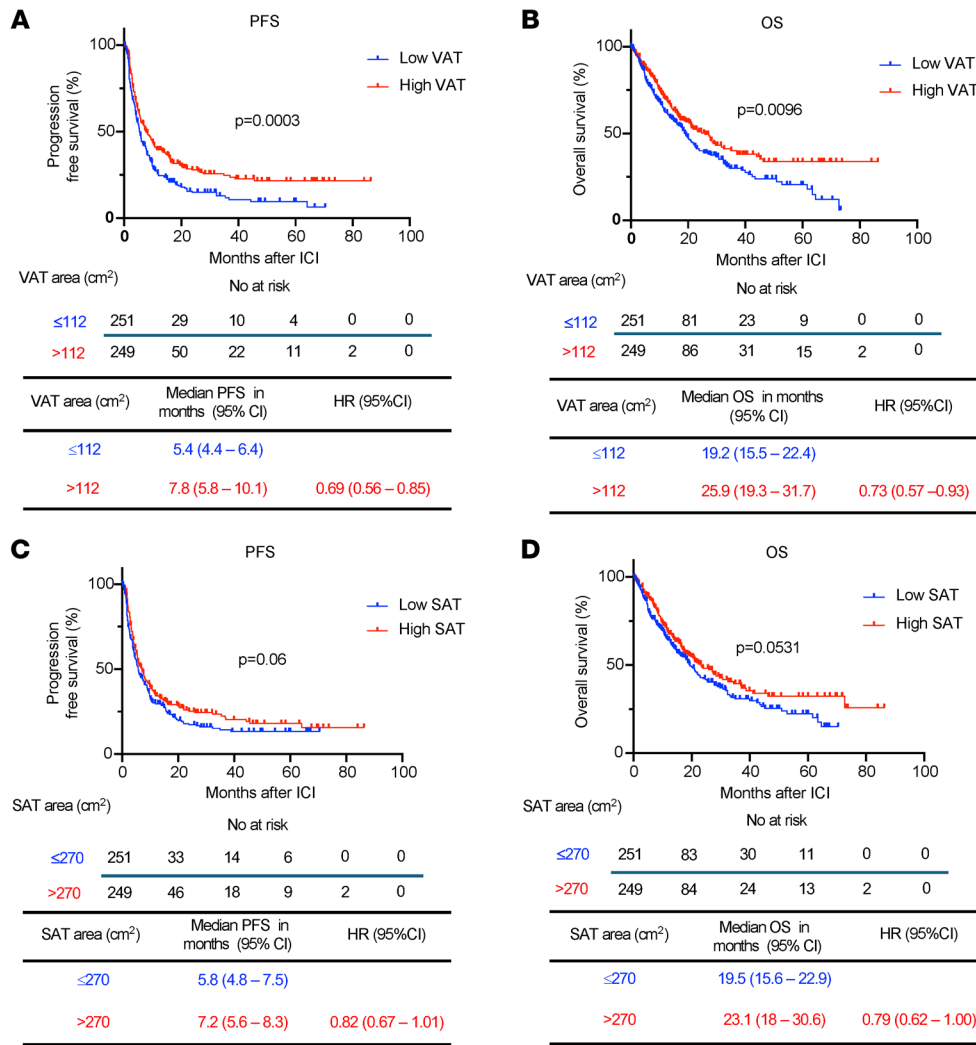 A
PFS
Progression
free survival (%)
100
50
0
0 20 40 60 80 100
Months after ICI
Low VAT
High VAT
p=0.0003
VAT area (cm²)
No at risk
≤112 251 29 10 4 0 0
>112 249 50 22 11 2 0
VAT area (cm²) Median PFS in months (95% CI) HR (95%CI)
≤112 5.4 (4.4 – 6.4)
>112 7.8 (5.8 – 10.1) 0.69 (0.56 – 0.85)
B
OS
Overall survival (%)
100
50
0
0 20 40 60 80 100
Months after ICI
Low VAT
High VAT
p=0.0096
VAT area (cm²)
No at risk
≤112 251 81 23 9 0 0
>112 249 86 31 15 2 0
VAT area (cm²) Median OS in months (95% CI) HR (95%CI)
≤112 19.2 (15.5 – 22.4)
>112 25.9 (19.3 – 31.7) 0.73 (0.57 –0.93)
C
PFS
Progression
free survival (%)
100
50
0
0 20 40 60 80 100
Months after ICI
Low SAT
High SAT
p=0.06
SAT area (cm²)
No at risk
≤270 251 33 14 6 0 0
>270 249 46 18 9 2 0
SAT area (cm²) Median PFS in months (95% CI) HR (95%CI)
≤270 5.8 (4.8 – 7.5)
>270 7.2 (5.6 – 8.3) 0.82 (0.67 – 1.01)
D
OS
Overall survival (%)
100
50
0
0 20 40 60 80 100
Months after ICI
Low SAT
High SAT
p=0.0531
SAT area (cm²)
No at risk
≤270 251 83 30 11 0 0
>270 249 84 24 13 2 0
SAT area (cm²) Median OS in months (95% CI) HR (95%CI)
≤270 19.5 (15.6 – 22.9)
>270 23.1 (18 – 30.6) 0.79 (0.62 – 1.00)